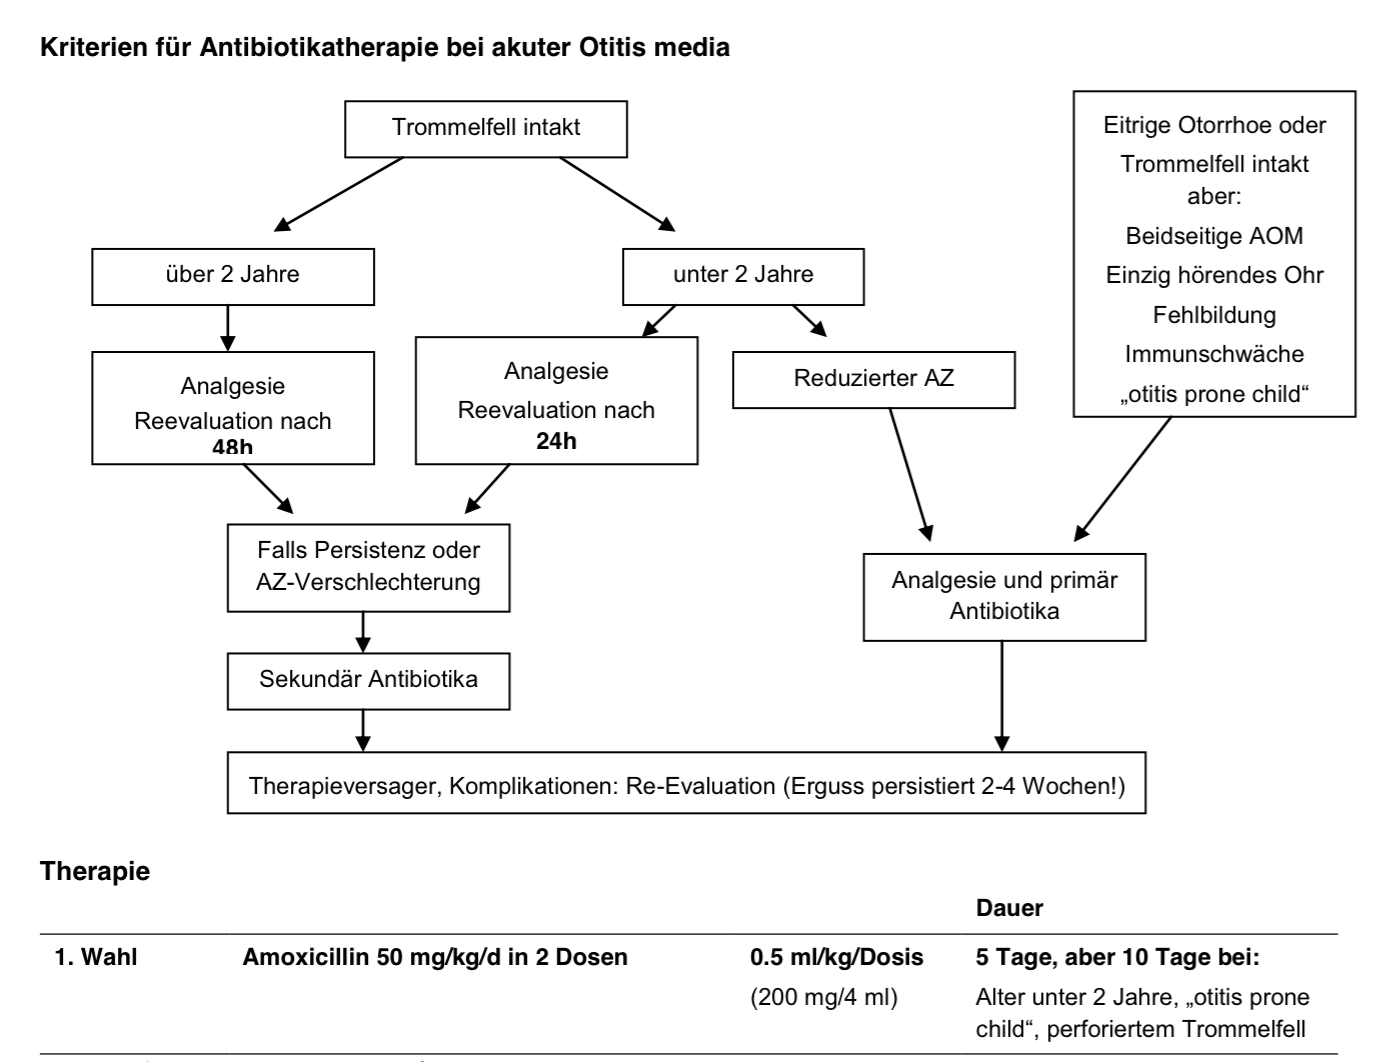 Kriterien für Antibiotikatherapie bei akuter Otitis media
Trommelfell intakt
über 2 Jahre
unter 2 Jahre
Analgesie
Reevaluation nach
48h
Analgesie
Reevaluation nach
24h
Reduzierter AZ
Eitrige Otorrhoe oder
Trommelfell intakt
aber:
Beidseitige AOM
Einzig hörendes Ohr
Fehlbildung
Immunschwäche
„otitis prone child“
Falls Persistenz oder
AZ-Verschlechterung
Analgesie und primär
Antibiotika
Sekundär Antibiotika
Therapieversager, Komplikationen: Re-Evaluation (Erguss persistiert 2-4 Wochen!)
Therapie
Dauer
1. Wahl Amoxicillin 50 mg/kg/d in 2 Dosen 0.5 ml/kg/Dosis 5 Tage, aber 10 Tage bei:
(200 mg/4 ml) Alter unter 2 Jahre, „otitis prone
child“, perforiertem Trommelfell